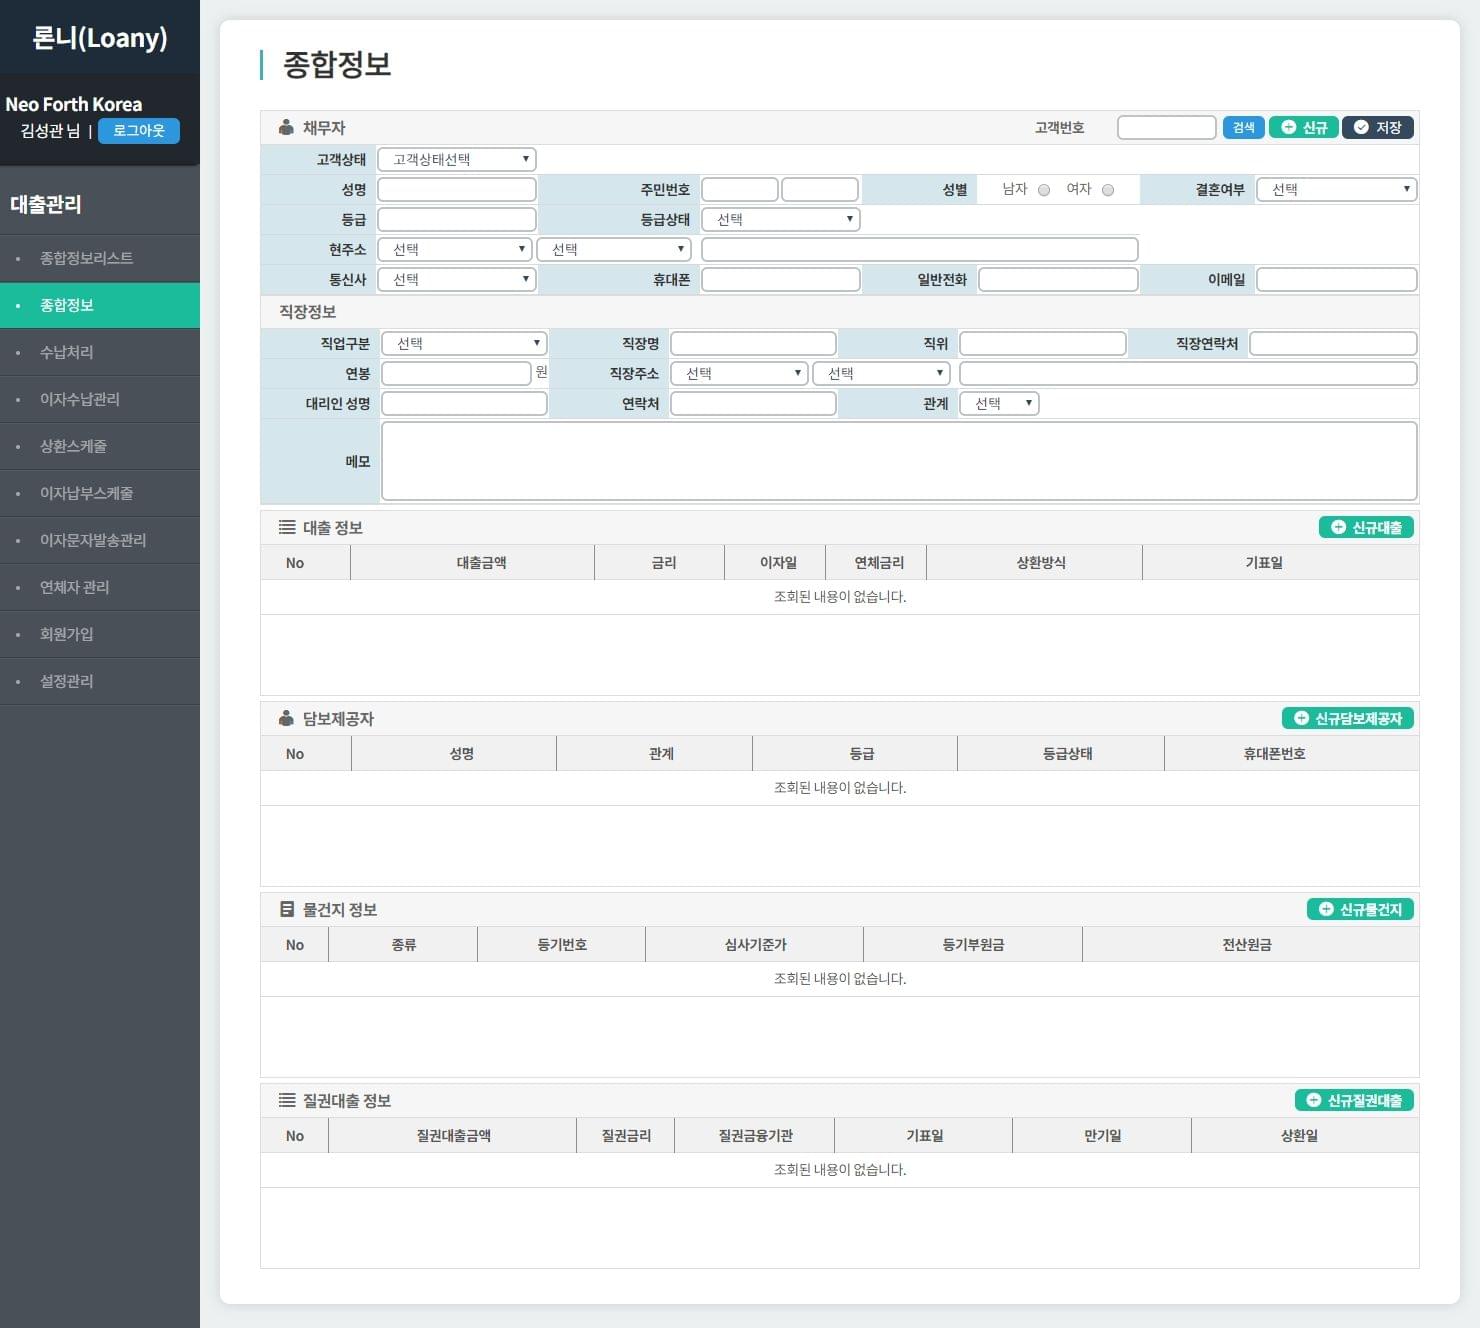 론니(Loany)
Neo Forth Korea
김성관 님 | 로그아웃
대출관리
종합정보리스트
종합정보
수납처리
이자수납관리
상환스케줄
이자납부스케줄
이자문자발송관리
연체자 관리
회원가입
설정관리
종합정보
채무자 고객번호 검색 신규 저장
고객상태 고객상태선택
성명 주민번호 성별 남자 여자 결혼여부 선택
등급 등급상태 선택
현주소 선택 선택
통신사 선택 휴대폰 일반전화 이메일
직장정보
직업구분 선택 직장명 직위 직장연락처
연봉 원 직장주소 선택 선택
대리인 성명 연락처 관계 선택
메모
대출 정보 신규대출
No 대출금액 금리 이자일 연체금리 상환방식 기표일
조회된 내용이 없습니다.
담보제공자 신규담보제공자
No 성명 관계 등급 등급상태 휴대폰번호
조회된 내용이 없습니다.
물건지 정보 신규물건지
No 종류 등기번호 심사기준가 등기부원금 전산원금
조회된 내용이 없습니다.
질권대출 정보 신규질권대출
No 질권대출금액 질권금리 질권금융기관 기표일 만기일 상환일
조회된 내용이 없습니다.